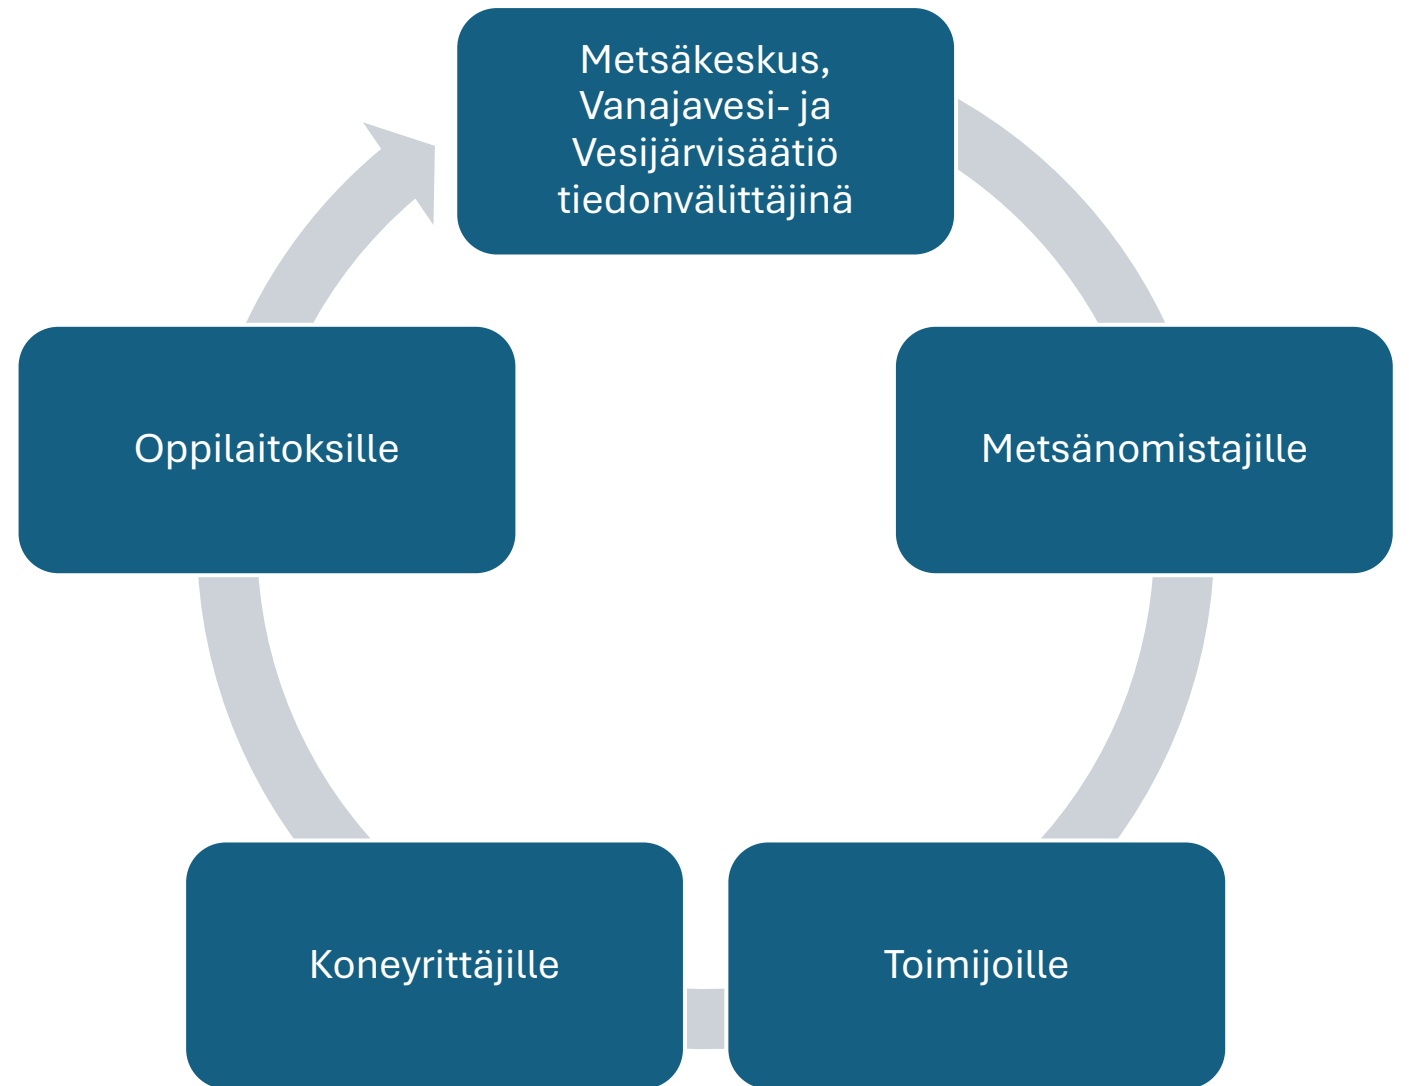 Metsäkeskus,
Vanajavesi- ja
Vesijärvisäätiö
tiedonvälittäjinä
Metsänomistajille
Toimijoille
Koneyrittäjille
Oppilaitoksille